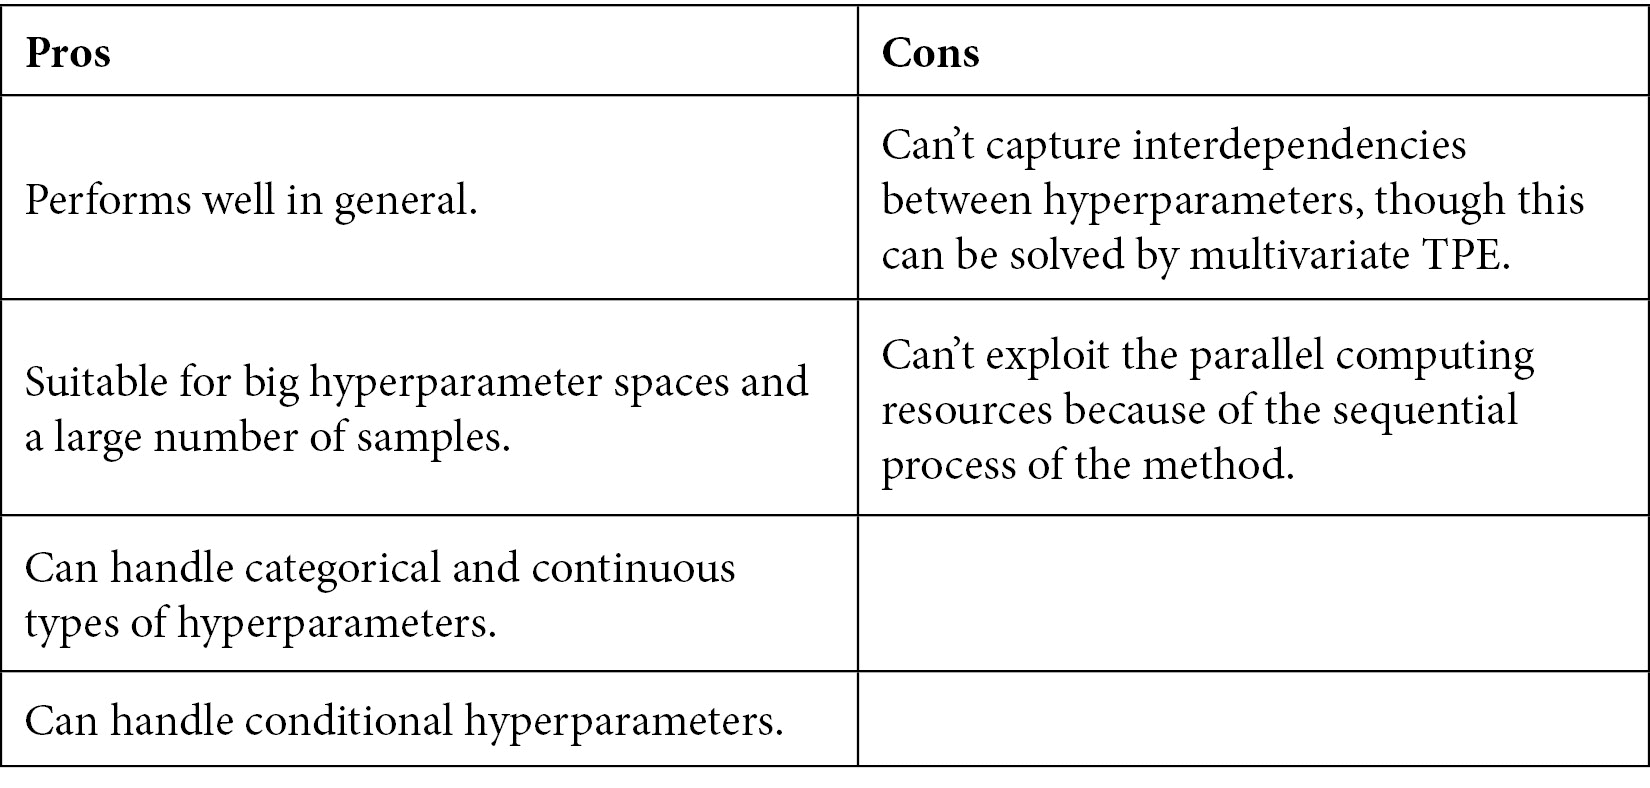 Pros
Cons
Performs well in general.
Can’t capture interdependencies
between hyperparameters, though this
can be solved by multivariate TPE.
Suitable for big hyperparameter spaces and
a large number of samples.
Can’t exploit the parallel computing
resources because of the sequential
process of the method.
Can handle categorical and continuous
types of hyperparameters.
Can handle conditional hyperparameters.